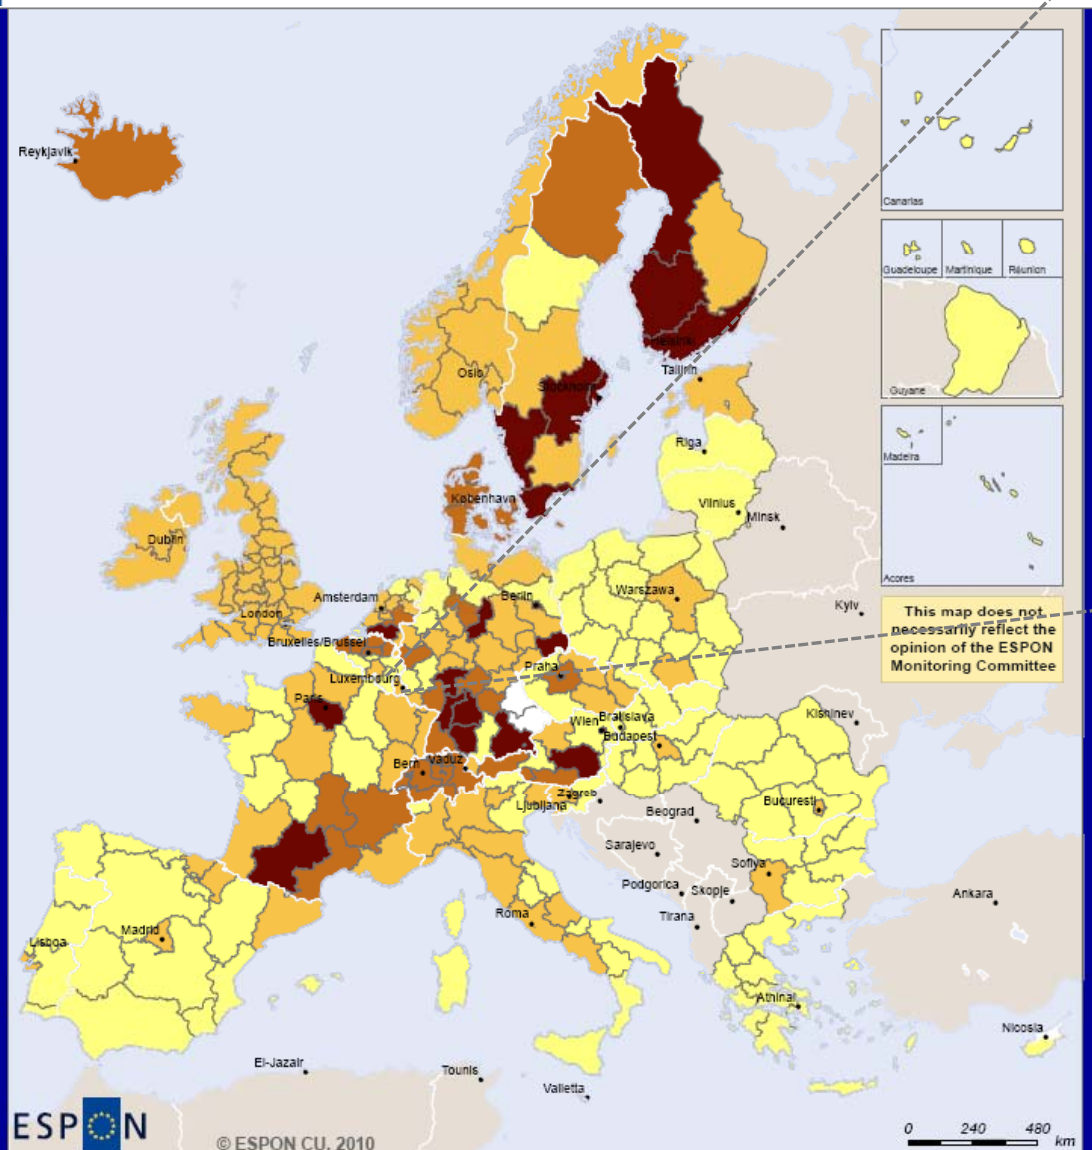 Reykjavik
Canarias
Guadeloupe
Martinique
Réunion
Guyane
Helsinki
Tallinn
Oslo
Stockholm
Riga
Madeira
København
Vilnius
Minsk
Dublin
Acores
Amsterdam
Berlin
Warszawa
Kyiv
London
This map does not
necessarily reflect the
opinion of the ESPON
Monitoring Committee
Bruxelles/Brussel
Praha
Luxembourg
Paris
Kishinev
Wien
Bratislava
Budapest
Bern
Vaduz
Ljubljana
Zagreb
Bucuresti
Beograd
Sarajevo
Sofiya
Podgorica
Skopje
Ankara
Roma
Tirana
Madrid
Lisboa
Athinai
Nicosia
El-Jazair
Tounis
Valletta
ESPON
© ESPON CU, 2010
0 240 480
km